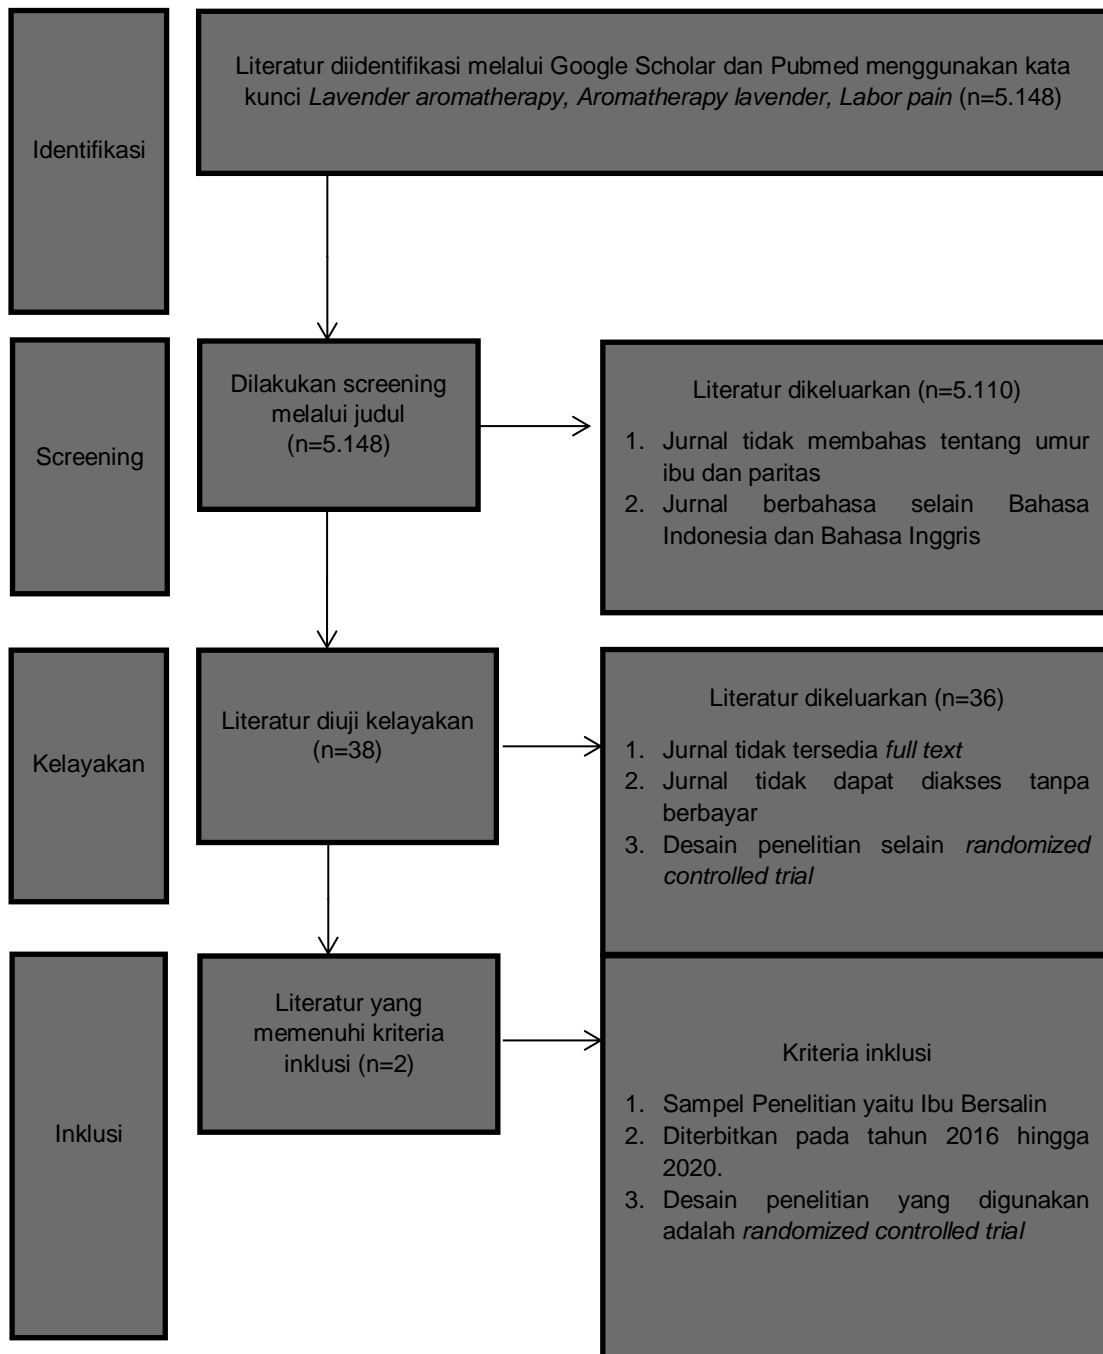 Identifikasi
Literatur diidentifikasi melalui Google Scholar dan Pubmed menggunakan kata
kunci Lavender aromatherapy, Aromatherapy lavender, Labor pain (n=5.148)
Screening
Dilakukan screening
melalui judul
(n=5.148)
Literatur dikeluarkan (n=5.110)
1. Jurnal tidak membahas tentang umur
ibu dan paritas
2. Jurnal berbahasa selain Bahasa
Indonesia dan Bahasa Inggris
Kelayakan
Literatur diuji kelayakan
(n=38)
Literatur dikeluarkan (n=36)
1. Jurnal tidak tersedia full text
2. Jurnal tidak dapat diakses tanpa
berbayar
3. Desain penelitian selain randomized
controlled trial
Inklusi
Literatur yang
memenuhi kriteria
inklusi (n=2)
Kriteria inklusi
1. Sampel Penelitian yaitu Ibu Bersalin
2. Diterbitkan pada tahun 2016 hingga
2020.
3. Desain penelitian yang digunakan
adalah randomized controlled trial